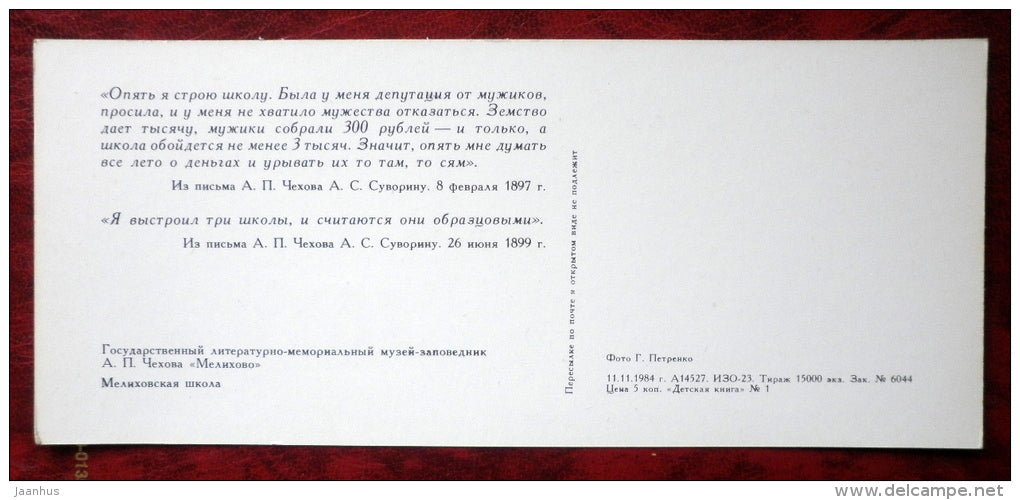 «Опять я строю школу. Была у меня депутация от мужиков,
просила, и у меня не хватило мужества отказаться. Земство
дает тысячу, мужики собрали 300 рублей — и только, а
школа обойдется не менее 3 тысяч. Значит, опять мне думать
все лето о деньгах и урывать их то там, то сям».
Из письма А. П. Чехова А. С. Суворину. 8 февраля 1897 г.
«Я выстроил три школы, и считаются они образцовыми».
Из письма А. П. Чехова А. С. Суворину. 26 июня 1899 г.
Государственный литературно-мемориальный музей-заповедник
А. П. Чехова «Мелихово»
Мелиховская школа
Пересылке по почте в открытом виде не подлежит
Фото Г. Петренко
11.11.1984 г. А14527. ИЗО-23. Тираж 15000 экз. Зак. № 6044
Цена 5 коп. «Детская книга» № 1
-013
jaanhus
www.delcampe.net